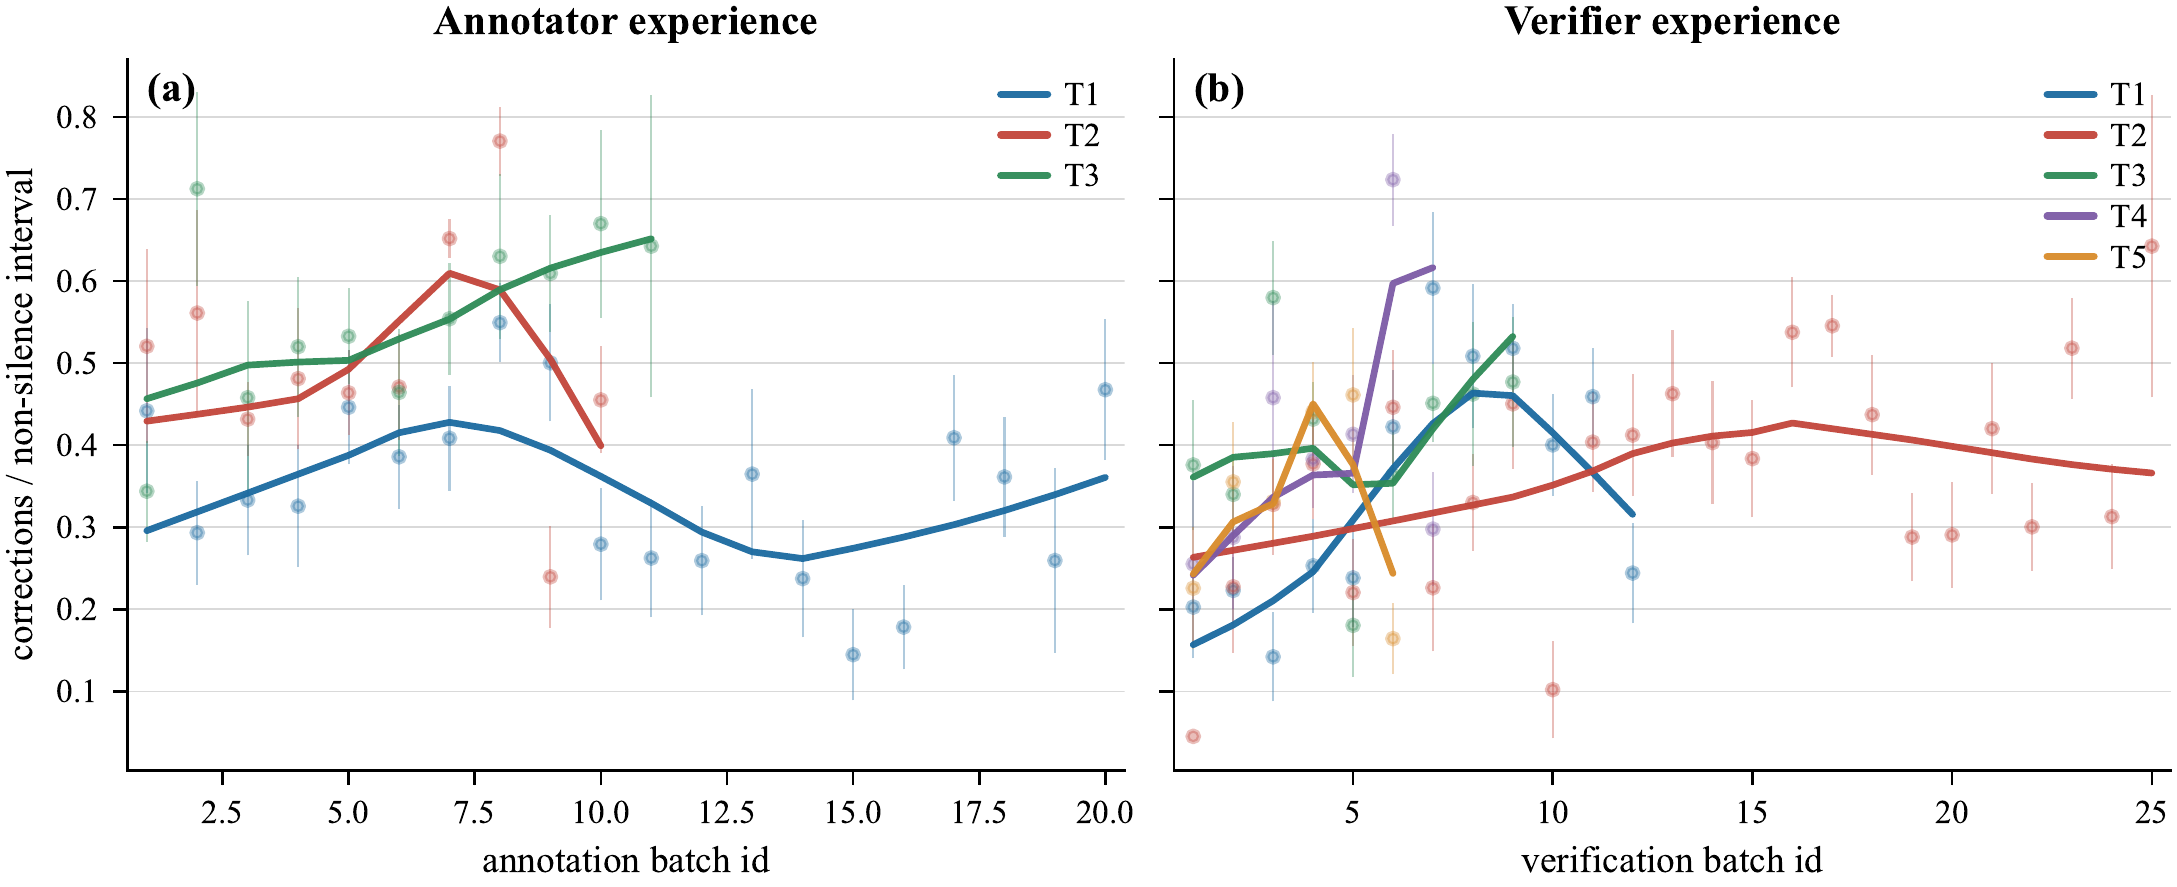 Annotator experience
Verifier experience
(a)
T1
T2
T3
(b)
T1
T2
T3
T4
T5
corrections / non-silence interval
0.8
0.7
0.6
0.5
0.4
0.3
0.2
0.1
2.5 5.0 7.5 10.0 12.5 15.0 17.5 20.0
5 10 15 20 25
annotation batch id
verification batch id